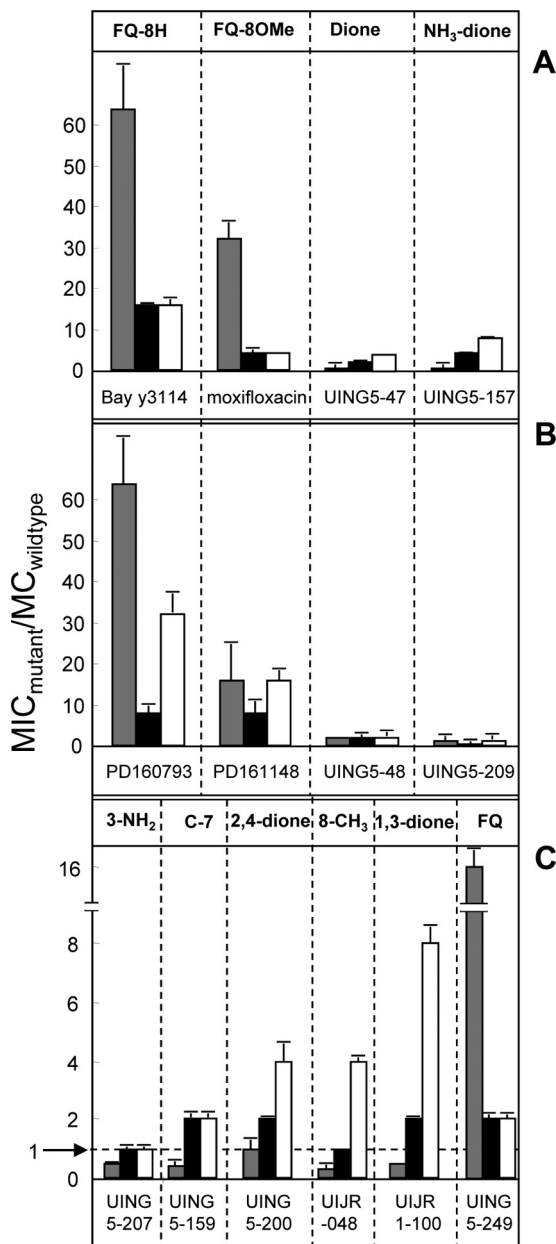 FQ-8H FQ-8OMe Dione NH3-dione
A
60
50
40
30
20
10
0
Bay y3114 moxifloxacin UING5-47 UING5-157
B
60
50
40
30
20
10
0
PD160793 PD161148 UING5-48 UING5-209
MICmutant/MCwildtype
3-NH2 C-7 2,4-dione 8-CH3 1,3-dione FQ
C
16
8
6
4
2
1
0
UING UING UING UIJR UIJR UING
5-207 5-159 5-200 -048 1-100 5-249